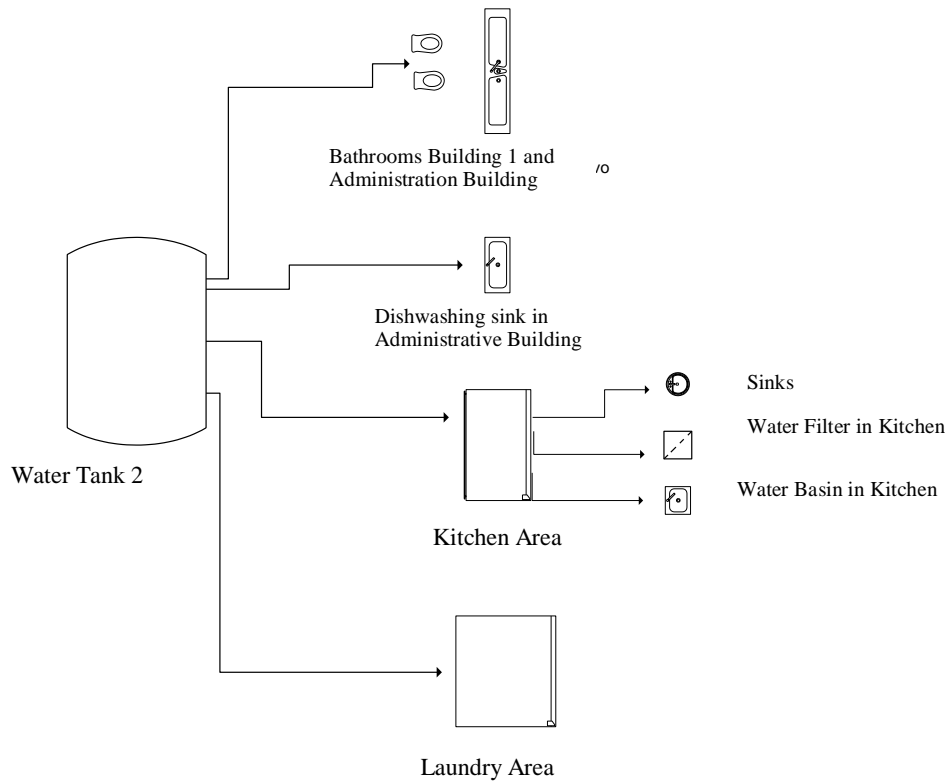 Bathrooms Building 1 and
Administration Building
/o
Dishwashing sink in
Administrative Building
Sinks
Water Filter in Kitchen
Water Tank 2
Water Basin in Kitchen
Kitchen Area
Laundry Area